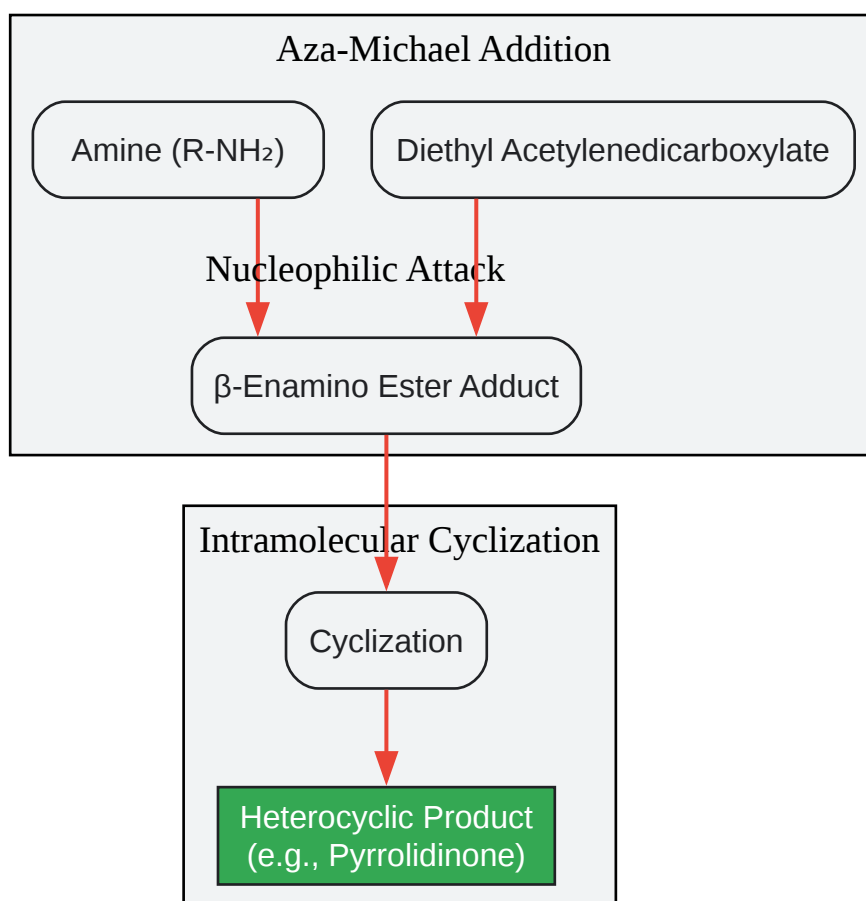 Aza-Michael Addition
Amine (R-NH₂)
Diethyl Acetylenedicarboxylate
Nucleophilic Attack
β-Enamino Ester Adduct
Intramolecular Cyclization
Cyclization
Heterocyclic Product
(e.g., Pyrrolidinone)